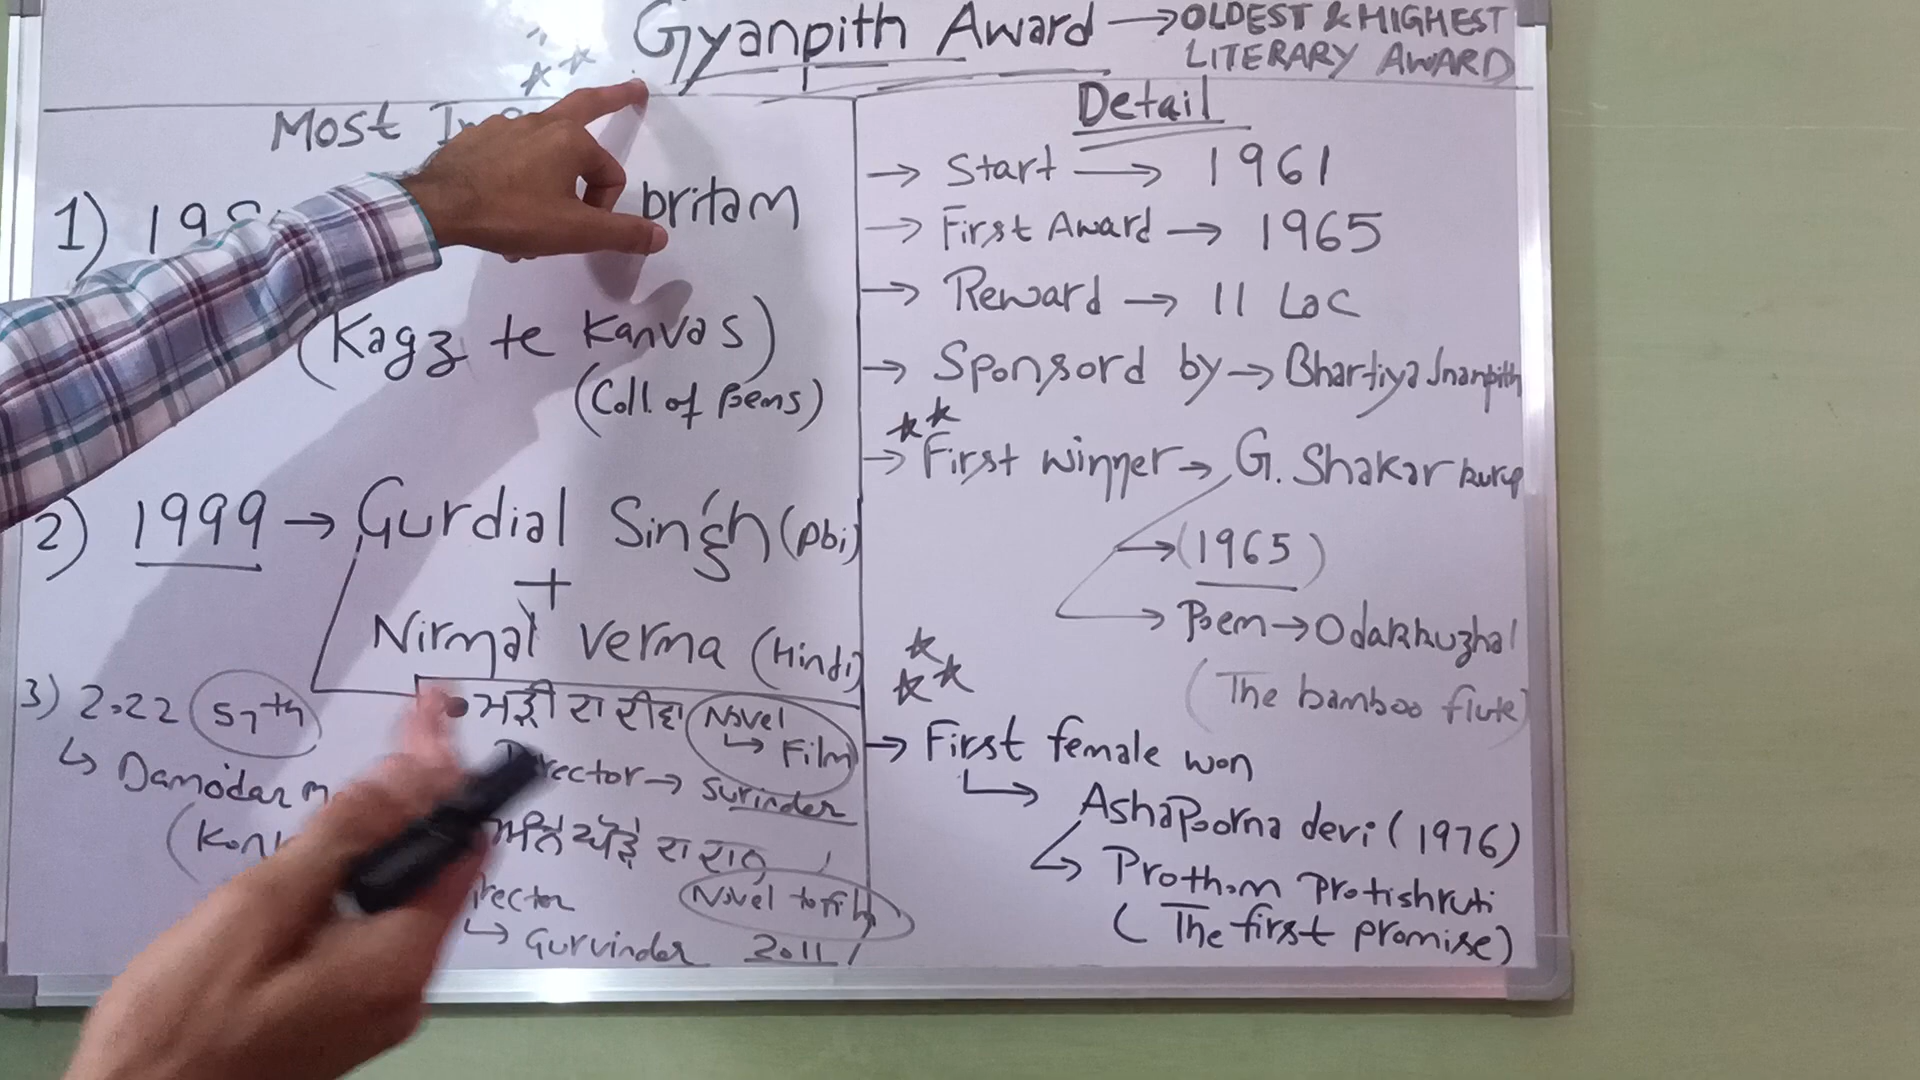 Gyanpith Award → OLDEST & HIGHEST
LITERARY AWARD
Most
1) 19
britam
(Kagz te Kanvas)
(Coll. of Poems)
2) 1999 → Gurdial Singh (Pbi)
+
Nirmal Verma (Hindi)
• ਮੜ੍ਹੀ ਦਾ ਦੀਵਾ (Novel
↳ Film)
Director → Surinder
ਅੰਨੇ ਘੋੜੇ ਦਾ ਦਾਨ
rector
Novel to film
↳ Gurvinder 2011
3) 2022 (57th)
↳ Damodar m
(Kon
Detail
→ Start → 1961
→ First Award → 1965
→ Reward → 11 Lac
→ Sponsord by → Bhartiya Jnanpith
→ First winner → G. Shakar kurup
→ (1965)
→ Poem → Odakkuzhal
(The bamboo flute)
→ First female won
↳ AshaPoorna devi (1976)
↳ Prothom Protishruti
(The first promise)